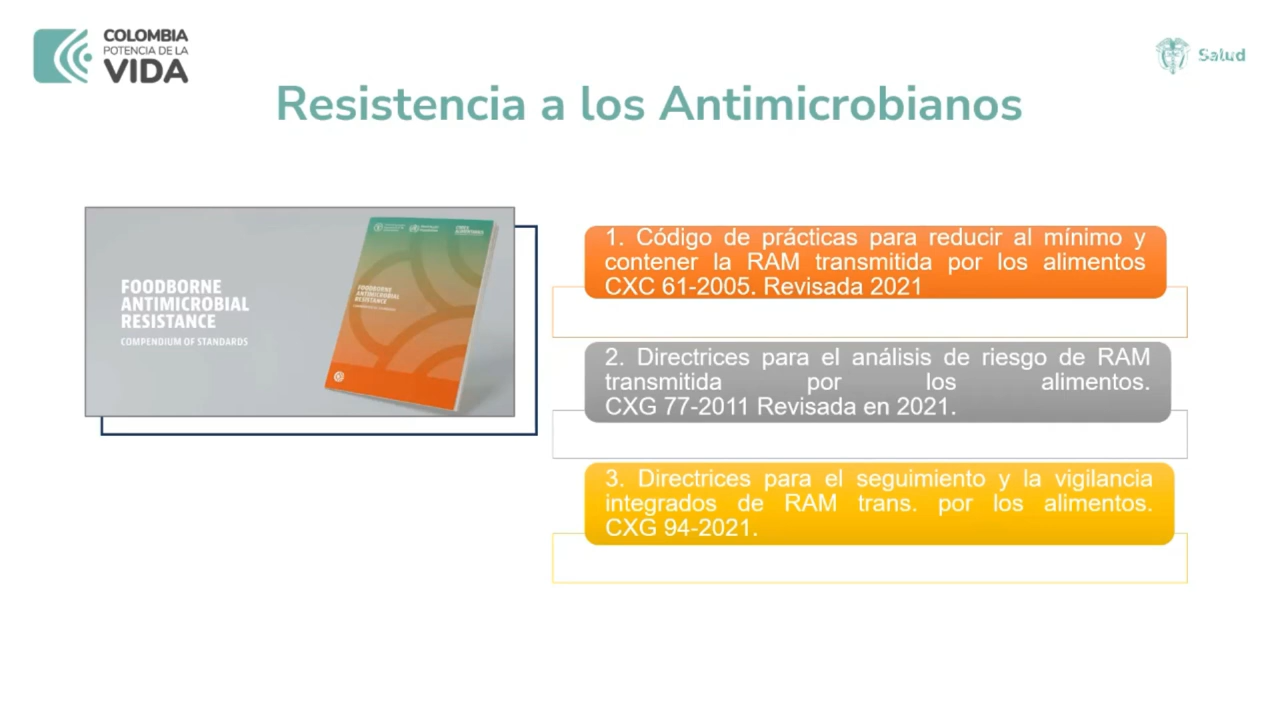 COLOMBIA
POTENCIA DE LA
VIDA
Salud
Resistencia a los Antimicrobianos
FOODBORNE
ANTIMICROBIAL
RESISTANCE
COMPENDIUM OF STANDARDS
FOODBORNE
ANTIMICROBIAL
RESISTANCE
1. Código de prácticas para reducir al mínimo y
contener la RAM transmitida por los alimentos
CXC 61-2005. Revisada 2021
2. Directrices para el análisis de riesgo de RAM
transmitida por los alimentos.
CXG 77-2011 Revisada en 2021.
3. Directrices para el seguimiento y la vigilancia
integrados de RAM trans. por los alimentos.
CXG 94-2021.